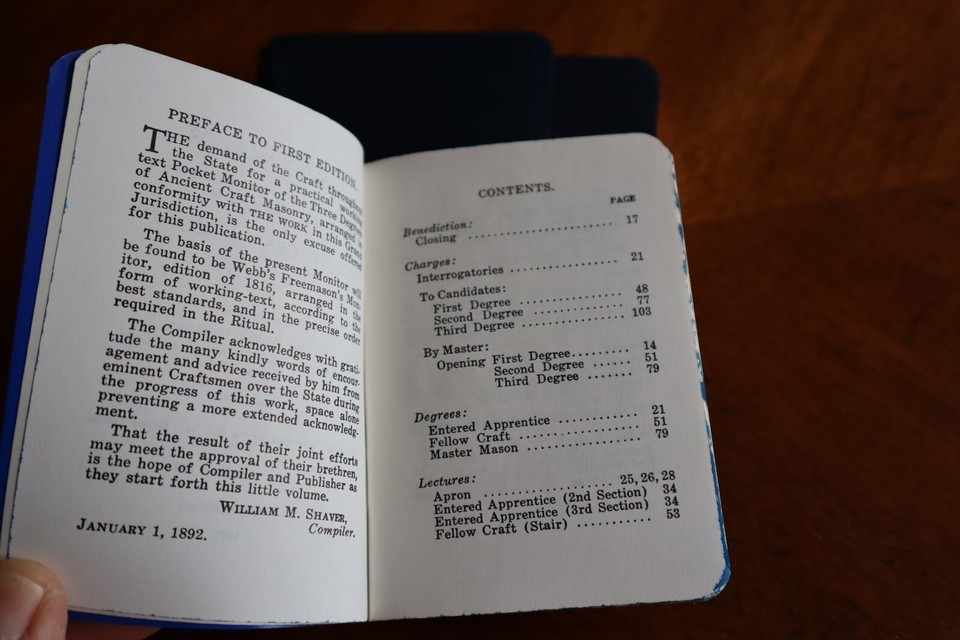 PREFACE TO FIRST EDITION.
THE demand of the Craft throughout
the State for a practical working
text Pocket Monitor of the Three Degrees
of Ancient Craft Masonry, arranged in
conformity with THE WORK in this Grand
Jurisdiction, is the only excuse offered
for this publication.
The basis of the present Monitor will
be found to be Webb's Freemason's Mon-
itor, edition of 1816, arranged in the
form of working-text, according to the
best standards, and in the precise order
required in the Ritual.
The Compiler acknowledges with grati-
tude the many kindly words of encour-
agement and advice received by him from
eminent Craftsmen over the State during
the progress of this work, space alone
preventing a more extended acknowledg-
ment.
That the result of their joint efforts
may meet the approval of their brethren,
is the hope of Compiler and Publisher as
they start forth this little volume.
WILLIAM M. SHAVER,
Compiler.
JANUARY 1, 1892.
CONTENTS.
PAGE
Benediction:
Closing .................... 17
Charges:
Interrogatories ................ 21
To Candidates:
First Degree ................ 48
Second Degree .............. 77
Third Degree ............... 103
By Master:
Opening First Degree......... 14
Second Degree ...... 51
Third Degree ....... 79
Degrees:
Entered Apprentice ............ 21
Fellow Craft .................. 51
Master Mason ................. 79
Lectures:
Apron .................. 25, 26, 28
Entered Apprentice (2nd Section) 34
Entered Apprentice (3rd Section) 34
Fellow Craft (Stair) ........... 53